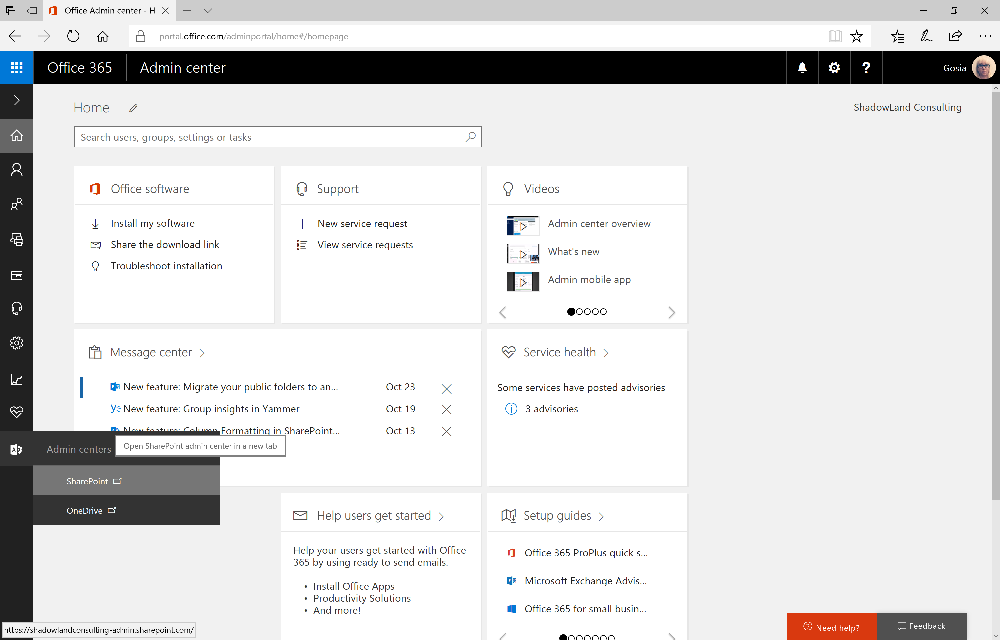 Office Admin center - H
portal.office.com/adminportal/home#/homepage
Office 365
Admin center
Gosia
Home
ShadowLand Consulting
Search users, groups, settings or tasks
Office software
Install my software
Share the download link
Troubleshoot installation
Support
New service request
View service requests
Videos
Admin center overview
What's new
Admin mobile app
Message center
New feature: Migrate your public folders to an... Oct 23
New feature: Group insights in Yammer Oct 19
New feature: Column Formatting in SharePoint... Oct 13
Service health
Some services have posted advisories
3 advisories
Admin centers
Open SharePoint admin center in a new tab
SharePoint
OneDrive
Help users get started
Help your users get started with Office
365 by using ready to send emails.
• Install Office Apps
• Productivity Solutions
• And more!
Setup guides
Office 365 ProPlus quick s...
Microsoft Exchange Advis...
Office 365 for small busin...
Need help?
Feedback
https://shadowlandconsulting-admin.sharepoint.com/